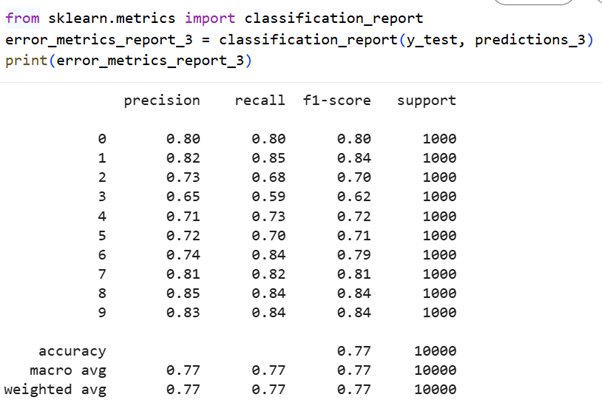 from sklearn.metrics import classification_report
error_metrics_report_3 = classification_report(y_test, predictions_3)
print(error_metrics_report_3)
precision recall f1-score support
0 0.80 0.80 0.80 1000
1 0.82 0.85 0.84 1000
2 0.73 0.68 0.70 1000
3 0.65 0.59 0.62 1000
4 0.71 0.73 0.72 1000
5 0.72 0.70 0.71 1000
6 0.74 0.84 0.79 1000
7 0.81 0.82 0.81 1000
8 0.85 0.84 0.84 1000
9 0.83 0.84 0.84 1000
accuracy 0.77 10000
macro avg 0.77 0.77 0.77 10000
weighted avg 0.77 0.77 0.77 10000